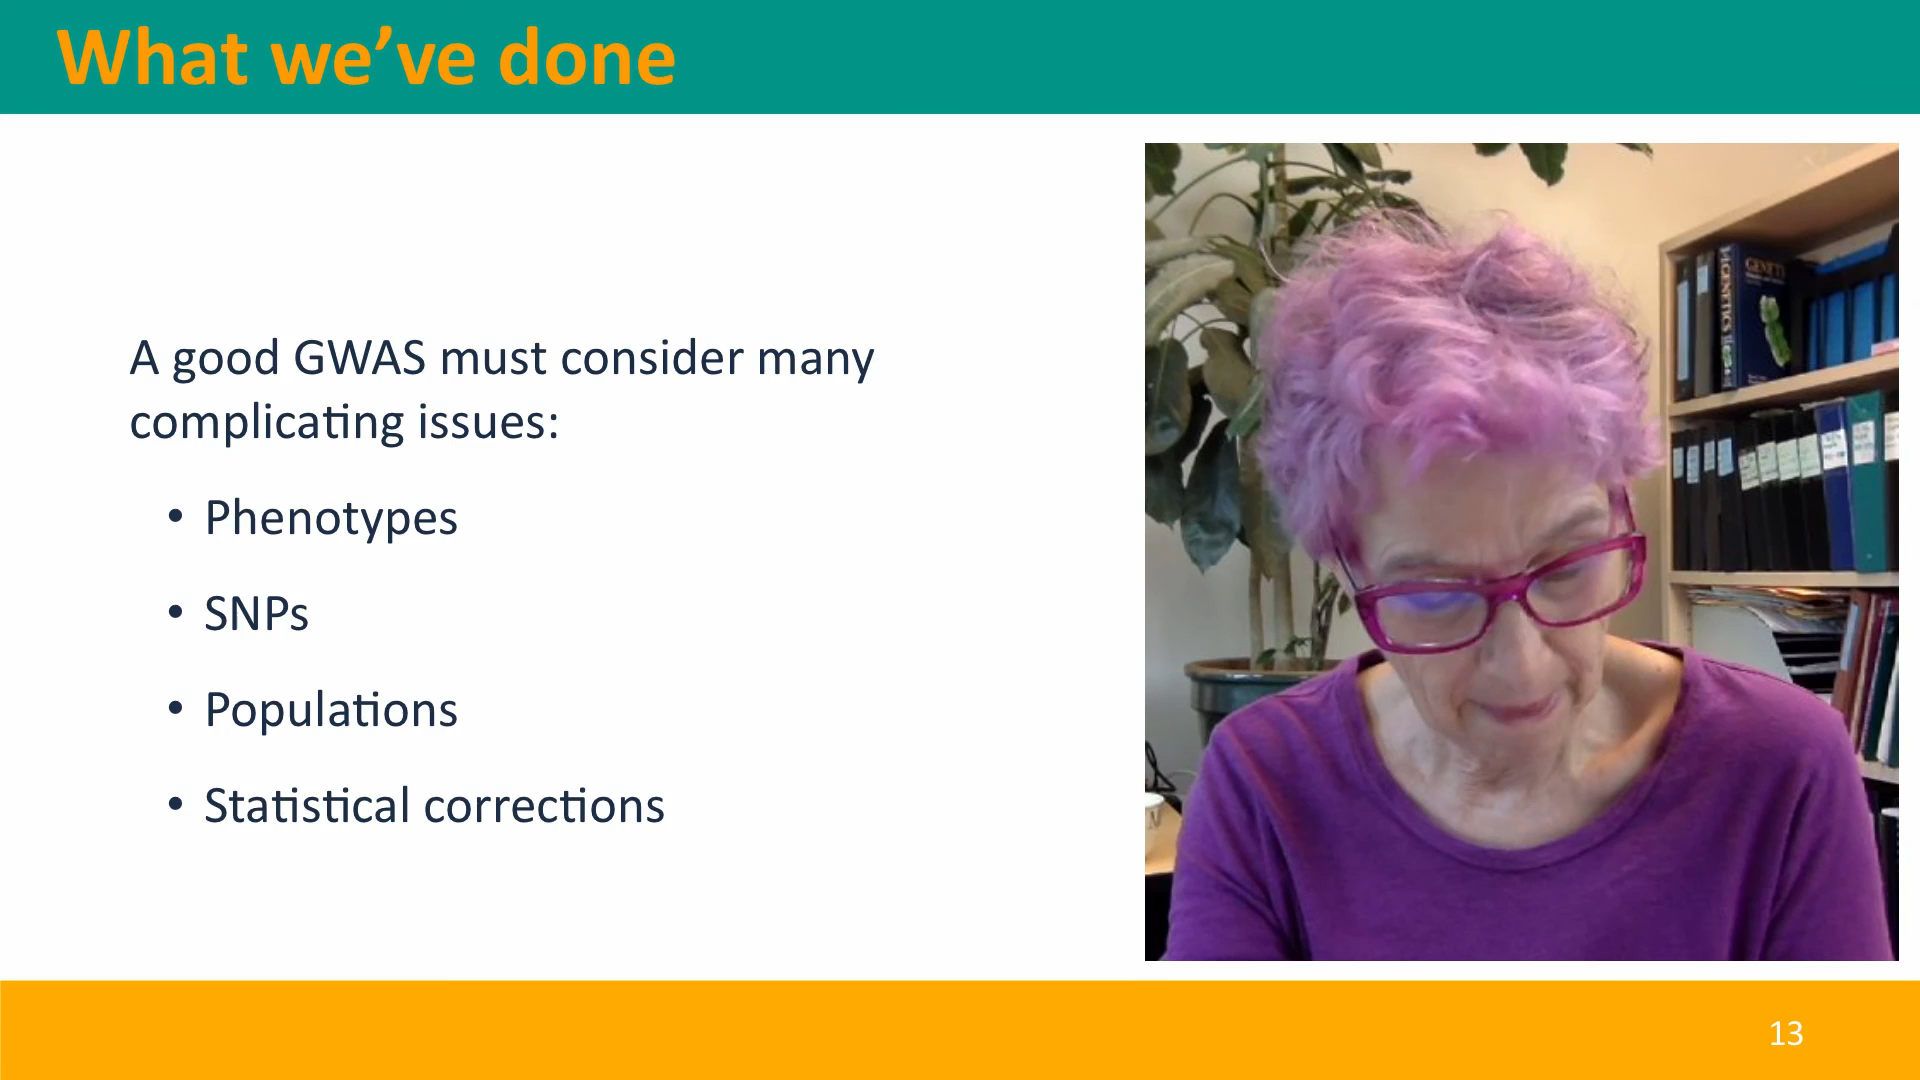 What we’ve done
A good GWAS must consider many
complicating issues:
• Phenotypes
• SNPs
• Populations
• Statistical corrections
13